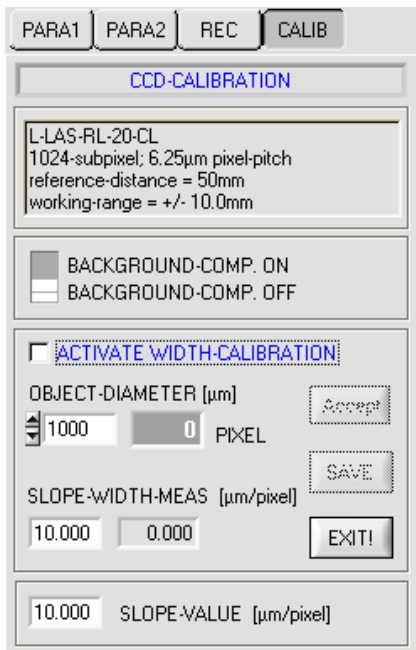 PARA1 PARA2 REC CALIB
CCD-CALIBRATION
L-LAS-RL-20-CL
1024-subpixel; 6.25µm pixel-pitch
reference-distance = 50mm
working-range = +/- 10.0mm
BACKGROUND-COMP. ON
BACKGROUND-COMP. OFF
ACTIVATE WIDTH-CALIBRATION
OBJECT-DIAMETER [µm]
Accept
1000 0 PIXEL
SAVE
SLOPE-WIDTH-MEAS [µm/pixel]
10.000 0.000 EXIT!
10.000 SLOPE-VALUE [µm/pixel]